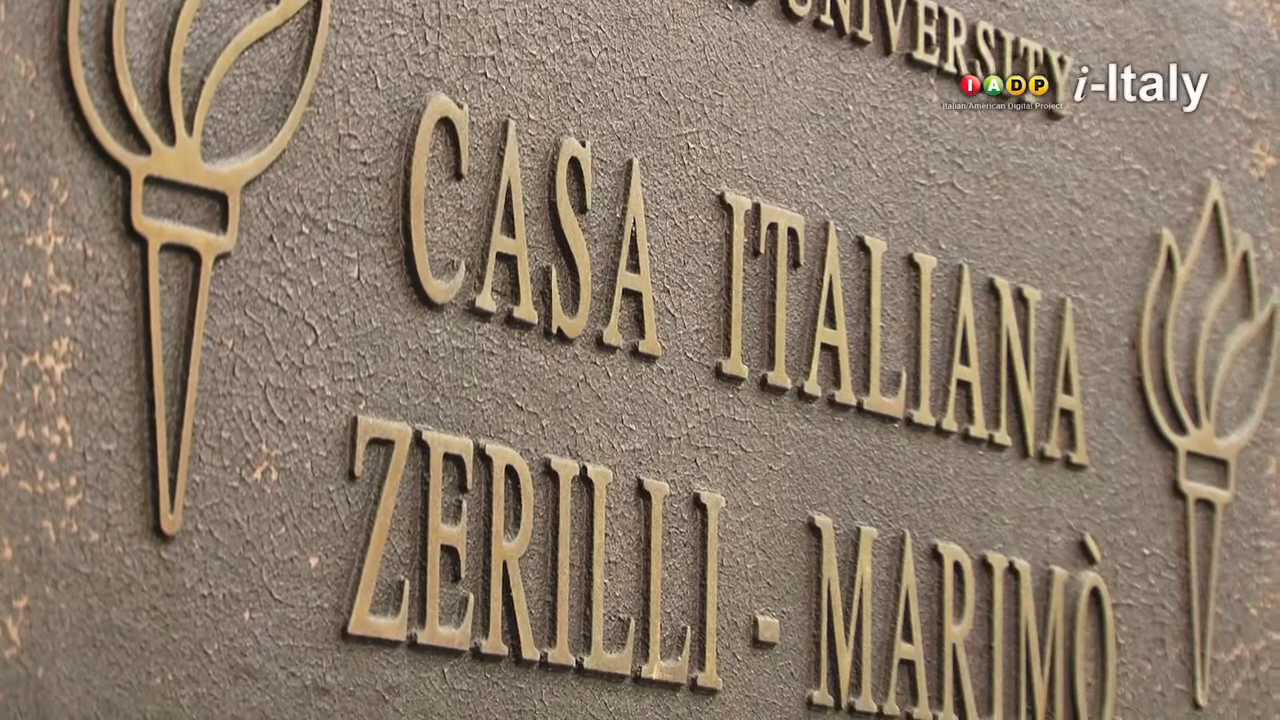 UNIVERSITY
IADP i-Italy
Italian/American Digital Project
CASA ITALIANA
ZERILLI·MARIMÒ